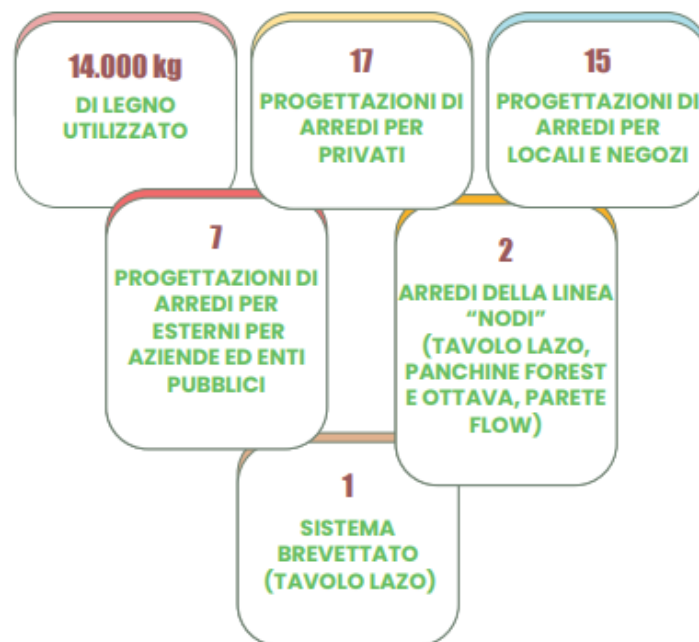 14.000 kg
DI LEGNO
UTILIZZATO
17
PROGETTAZIONI DI
ARREDI PER
PRIVATI
15
PROGETTAZIONI DI
ARREDI PER
LOCALI E NEGOZI
7
PROGETTAZIONI DI
ARREDI PER
ESTERNI PER
AZIENDE ED ENTI
PUBBLICI
2
ARREDI DELLA LINEA
“NODI”
(TAVOLO LAZO,
PANCHINE FOREST
E OTTAVA, PARETE
FLOW)
1
SISTEMA
BREVETTATO
(TAVOLO LAZO)